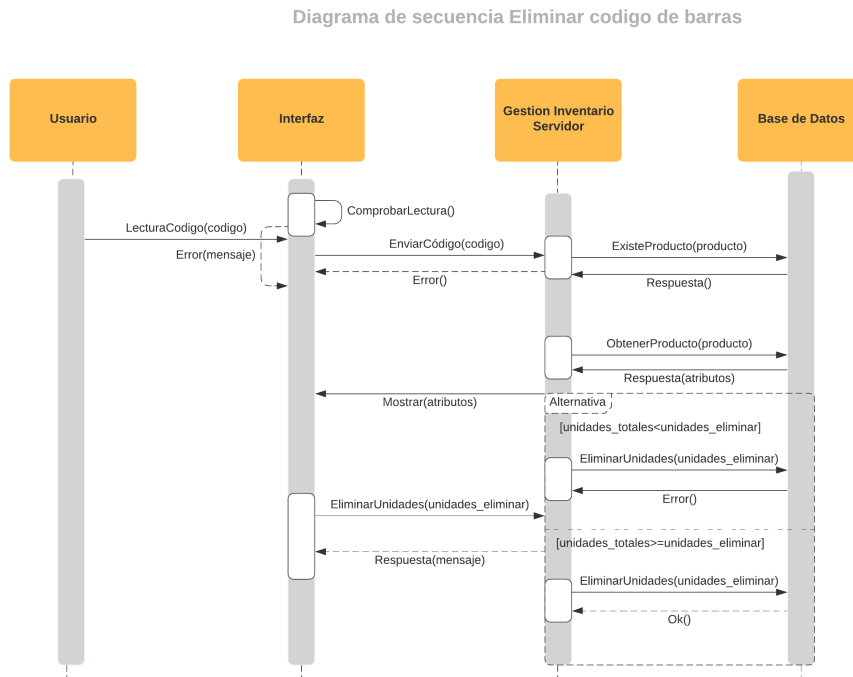 Diagrama de secuencia Eliminar codigo de barras
Usuario
Interfaz
Gestion Inventario
Servidor
Base de Datos
ComprobarLectura()
LecturaCodigo(codigo)
Error(mensaje)
EnviarCódigo(codigo)
ExisteProducto(producto)
Error()
Respuesta()
ObtenerProducto(producto)
Respuesta(atributos)
Mostrar(atributos)
Alternativa
[unidades_totales<unidades_eliminar]
EliminarUnidades(unidades_eliminar)
Error()
EliminarUnidades(unidades_eliminar)
[unidades_totales>=unidades_eliminar]
Respuesta(mensaje)
EliminarUnidades(unidades_eliminar)
Ok()